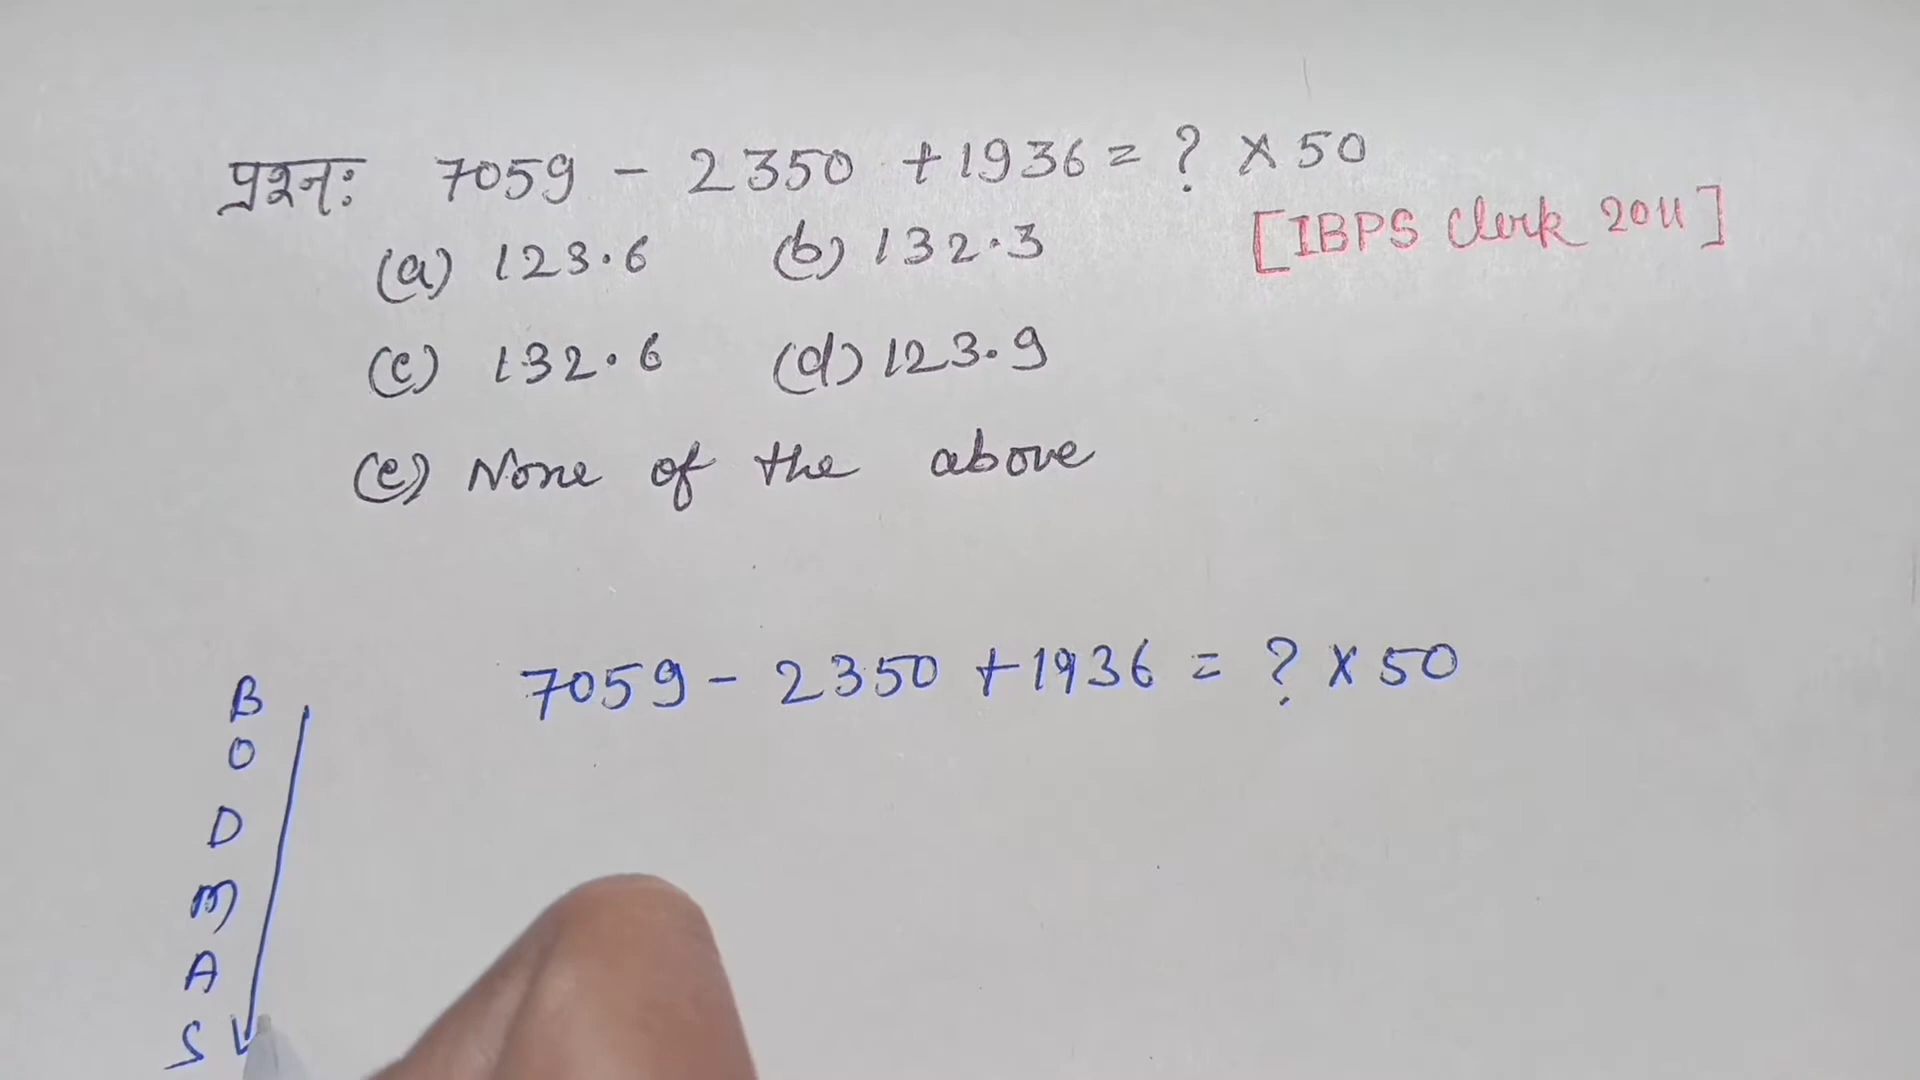 प्रश्न: 7059 - 2350 + 1936 = ? × 50
[IBPS Clerk 2011]
(a) 123.6 (b) 132.3
(c) 132.6 (d) 123.9
(e) None of the above
7059 - 2350 + 1936 = ? × 50
B
O
D
M
A
S